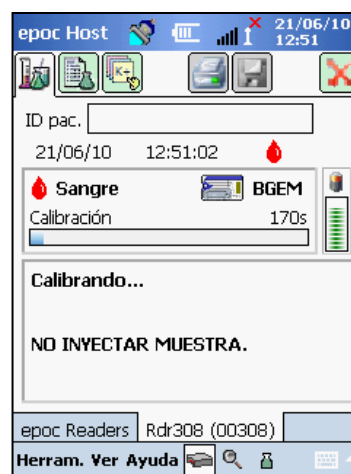 epoc Host 21/06/10
12:51
K+
ID pac.
21/06/10 12:51:02
Sangre BGEM
Calibración 170s
Calibrando...
NO INYECTAR MUESTRA.
epoc Readers Rdr308 (00308)
Herram. Ver Ayuda